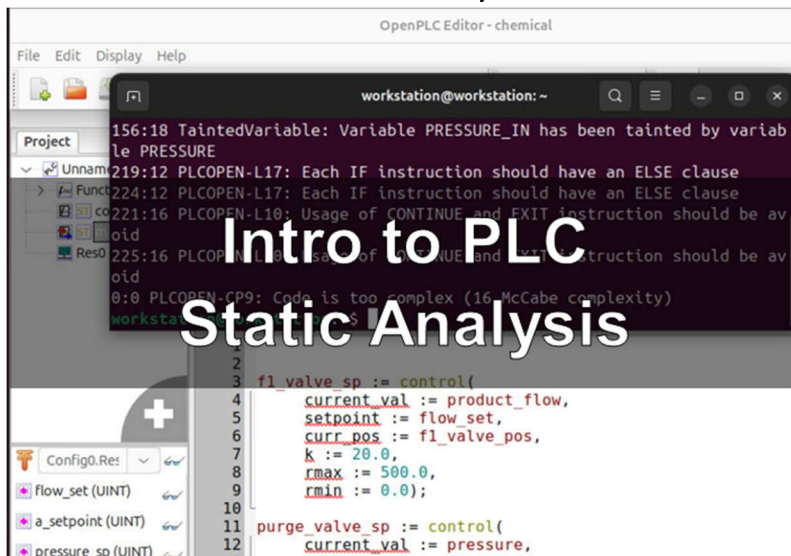 OpenPLC Editor - chemical
File Edit Display Help
workstation@workstation: ~
Project
156:18 TaintedVariable: Variable PRESSURE_IN has been tainted by variab
le PRESSURE
219:12 PLCOPEN-L17: Each IF instruction should have an ELSE clause
224:12 PLCOPEN-L17: Each IF instruction should have an ELSE clause
221:16 PLCOPEN-L10: Usage of CONTINUE and EXIT instruction should be av
oid
225:16 PLCOPEN-L10: Usage of CONTINUE and EXIT instruction should be av
oid
0:0 PLCOPEN-CP9: Code is too complex (16 McCabe complexity)
Unname
Funct
ST co
ST
Res0
Intro to PLC
Static Analysis
1
2
3 f1_valve_sp := control(
4 current_val := product_flow,
5 setpoint := flow_set,
6 curr_pos := f1_valve_pos,
7 k := 20.0,
8 rmax := 500.0,
9 rmin := 0.0);
10
11 purge_valve_sp := control(
12 current_val := pressure,
Config0.Res
flow_set (UINT)
a_setpoint (UINT)
pressure_sp (UINT)